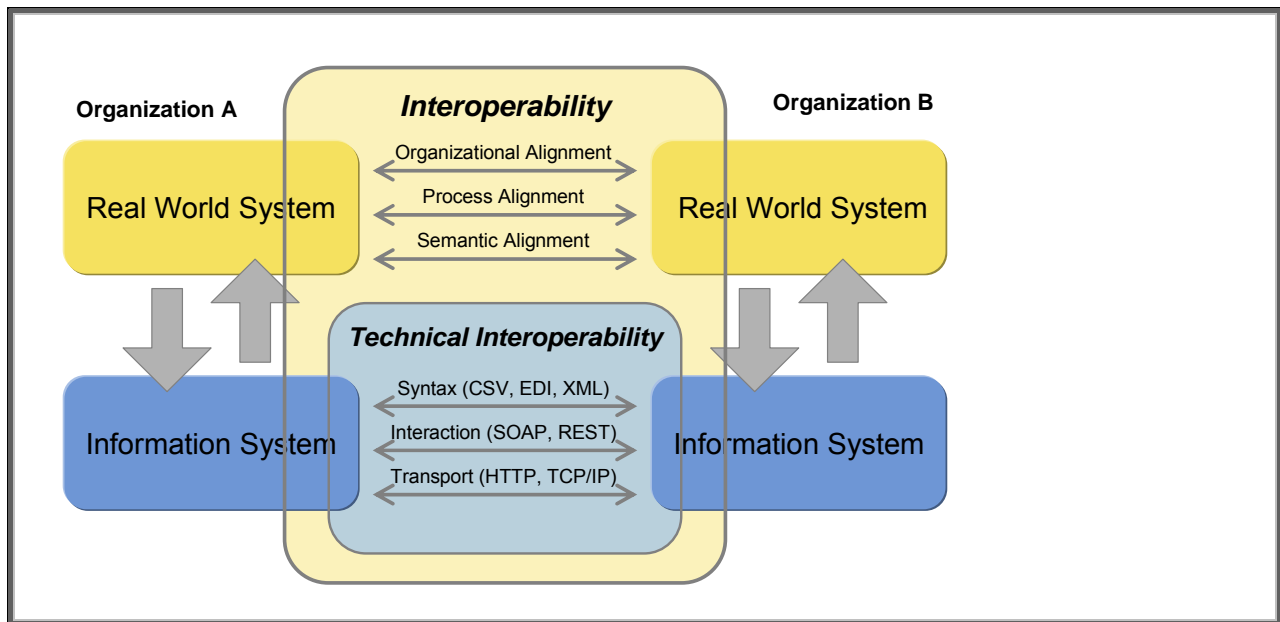 Organization A
Interoperability
Organization B
Organizational Alignment
Real World System
Process Alignment
Real World System
Semantic Alignment
Technical Interoperability
Syntax (CSV, EDI, XML)
Information System
Interaction (SOAP, REST)
Information System
Transport (HTTP, TCP/IP)